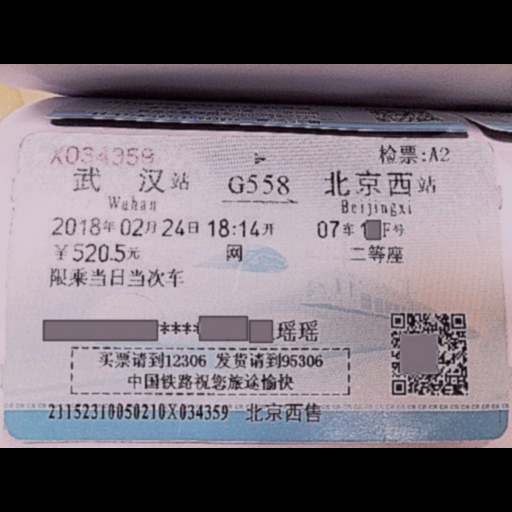 X034359
检票:A2
武汉站 G558 北京西站
Wuhan Beijingxi
2018年02月24日18:14开 07车1 F号
￥520.5元 网 二等座
限乘当日当次车
**** 瑶瑶
买票请到12306 发货请到95306
中国铁路祝您旅途愉快
21152310050210X034359 北京西售